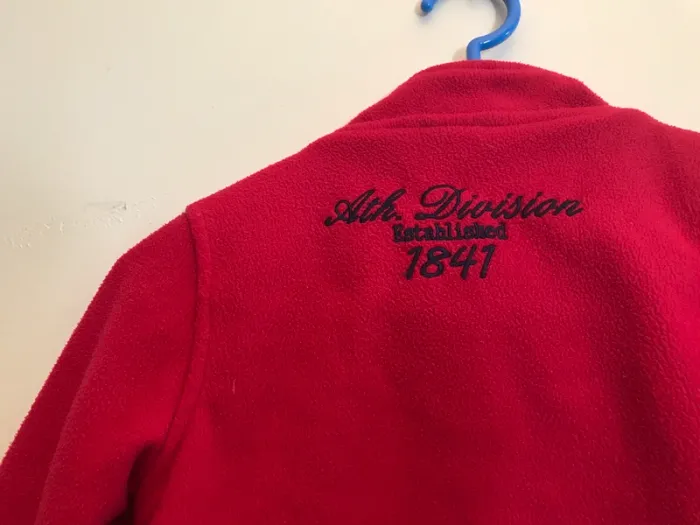 Ath. Division
Established
1841